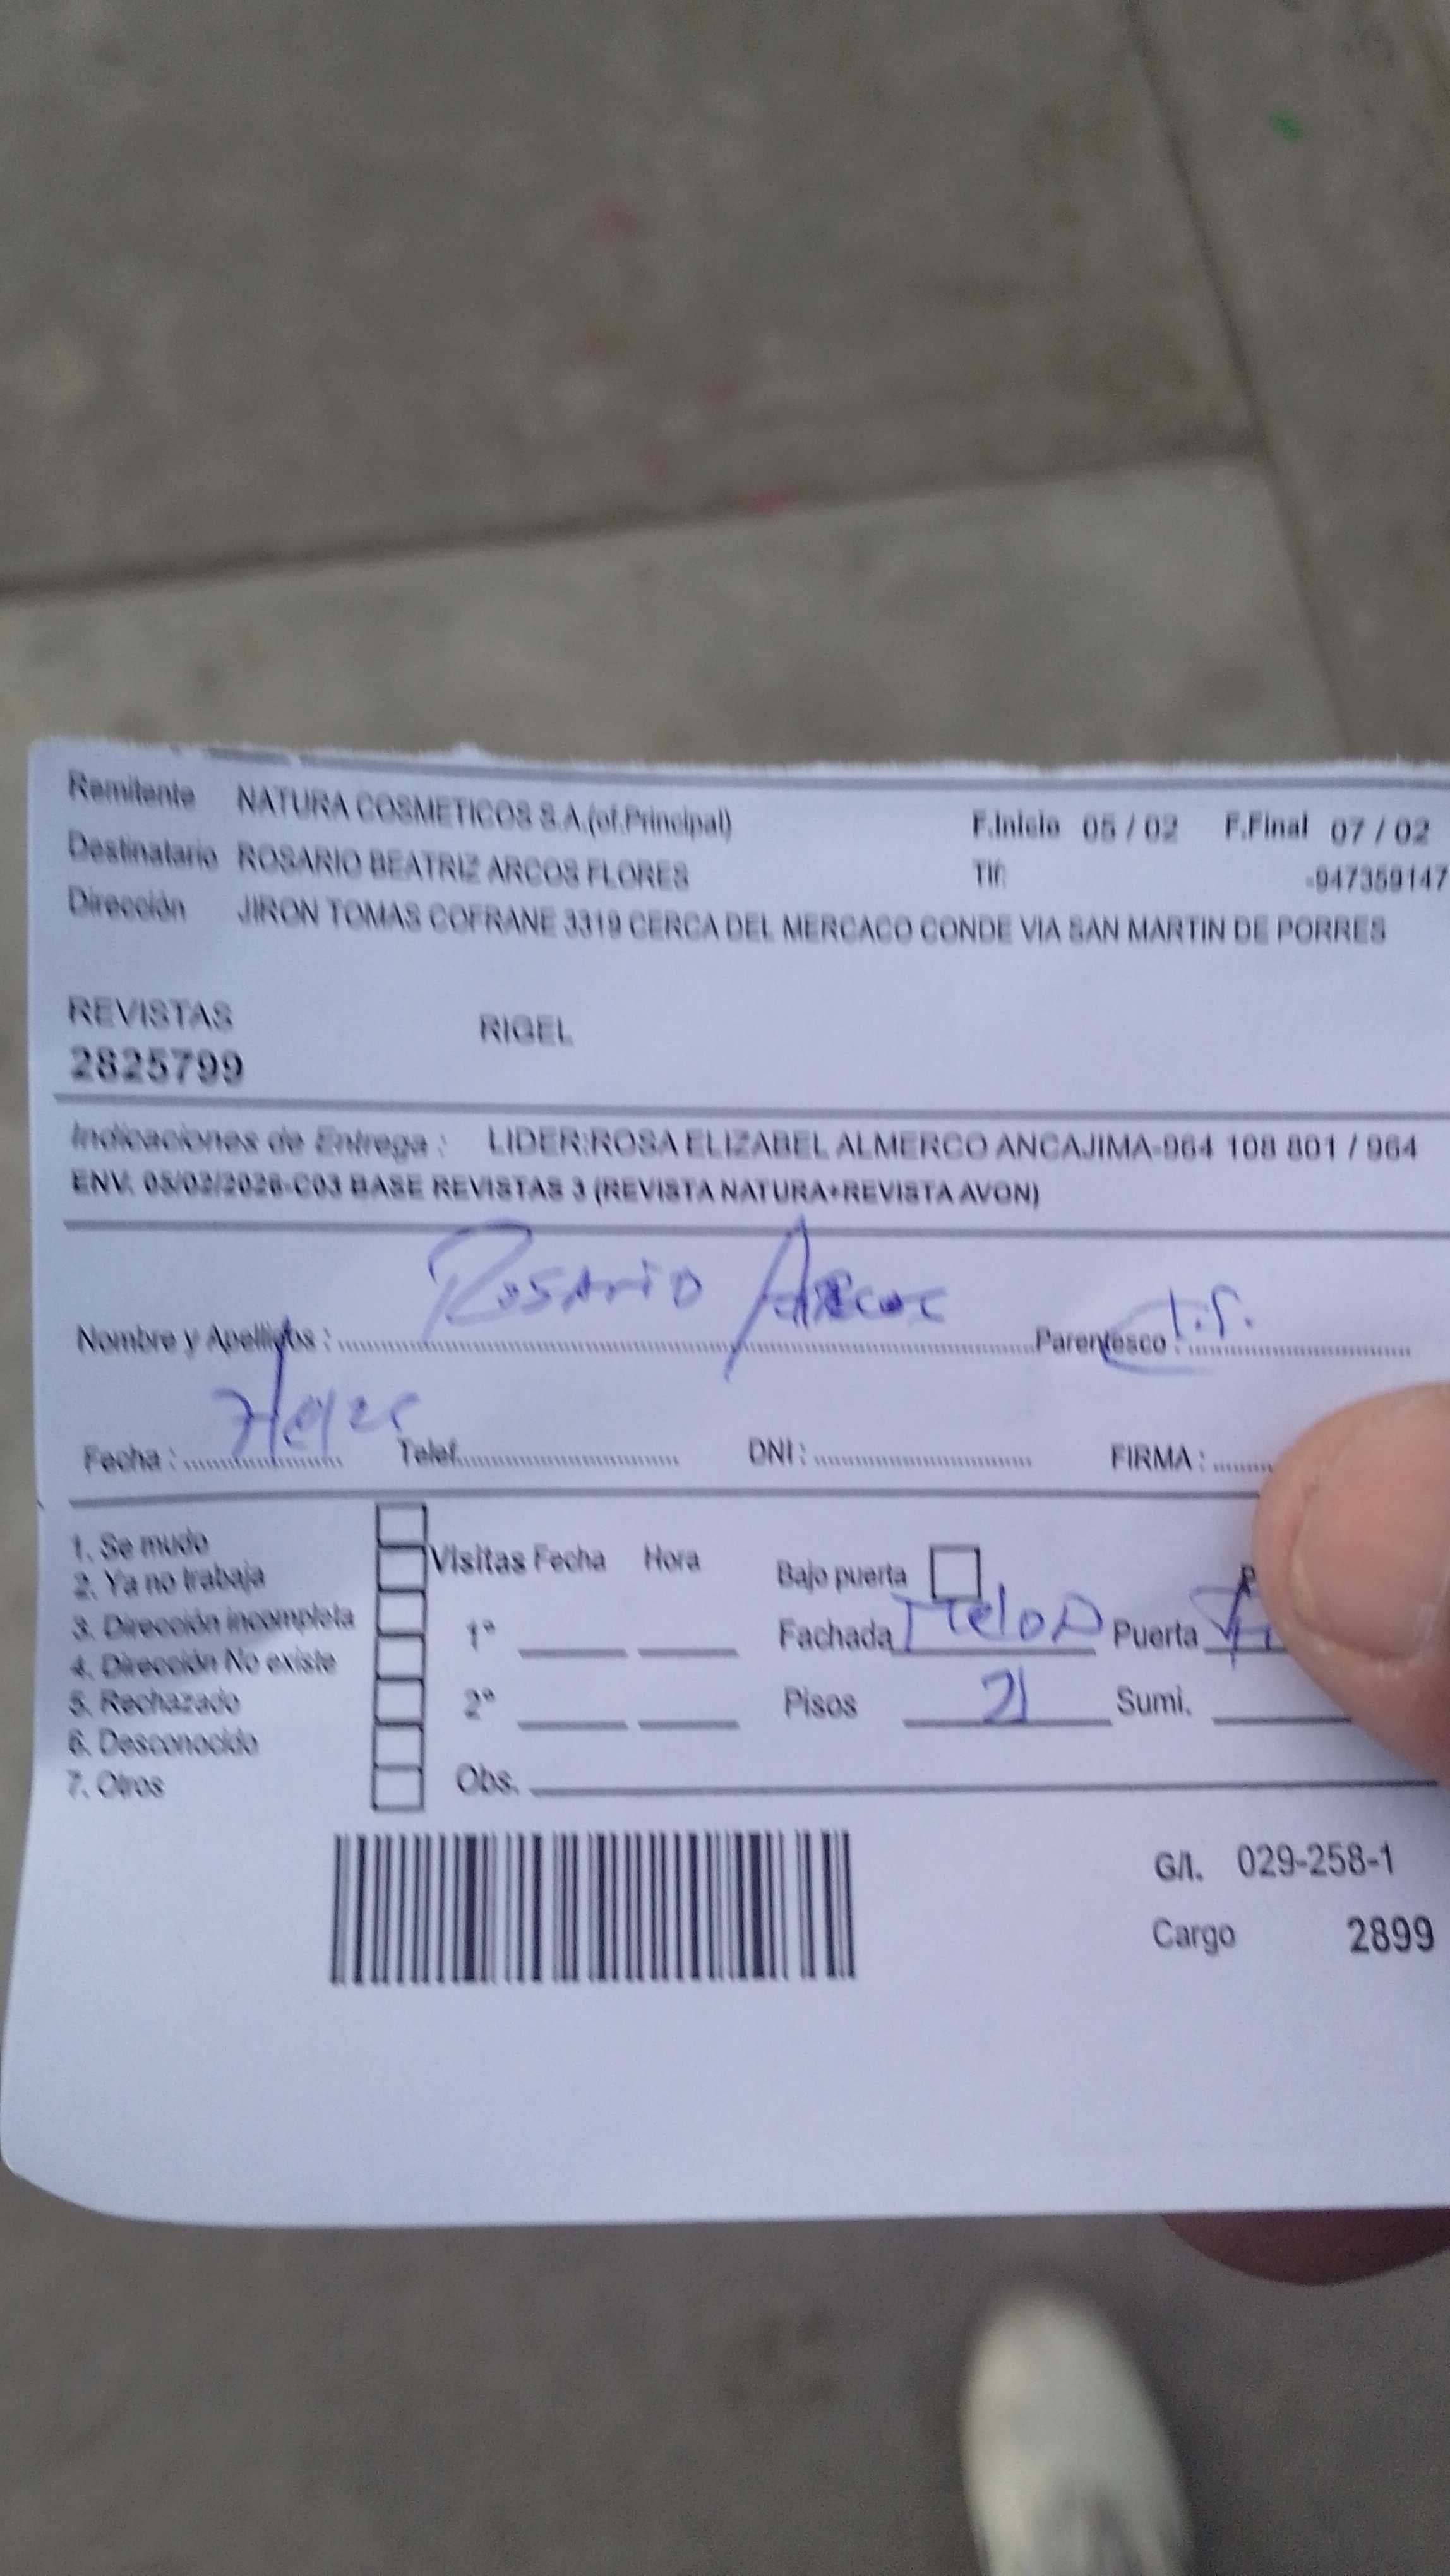 Remitente NATURA COSMETICOS S.A.(of.Principal) F.Inicio 05 / 02 F.Final 07 / 02
Destinatario ROSARIO BEATRIZ ARCOS FLORES Tlf: -947359147
Dirección JIRON TOMAS COFRANE 3319 CERCA DEL MERCACO CONDE VIA SAN MARTIN DE PORRES
REVISTAS RIGEL
2825799
Indicaciones de Entrega : LIDER:ROSA ELIZABEL ALMERCO ANCAJIMA-964 108 801 / 964
ENV. 05/02/2026-C03 BASE REVISTAS 3 (REVISTA NATURA+REVISTA AVON)
Nombre y Apellidos : Rosario Arcos Parentesco :
Fecha : Telef. DNI : FIRMA :
1. Se mudo
2. Ya no trabaja Visitas Fecha Hora Bajo puerta
3. Dirección incompleta 1° Fachada Puerta
4. Dirección No existe
5. Rechazado 2° Pisos 21 Sumi.
6. Desconocido
7. Otros Obs.
G/I. 029-258-1
Cargo 2899